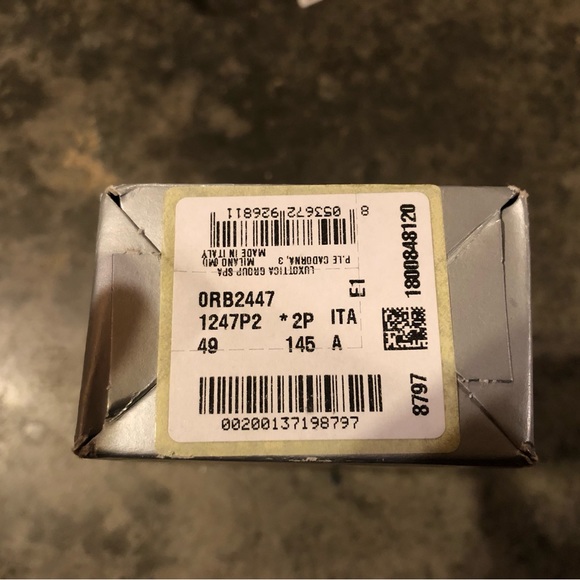 8 053672 926811
LUXOTTICA GROUP SPA
P.LE CADORNA, 3
MILANO (MI)
MADE IN ITALY
0RB2447
E1
1247P2 * 2P ITA
49 145 A
00200137198797
1800848120
8797